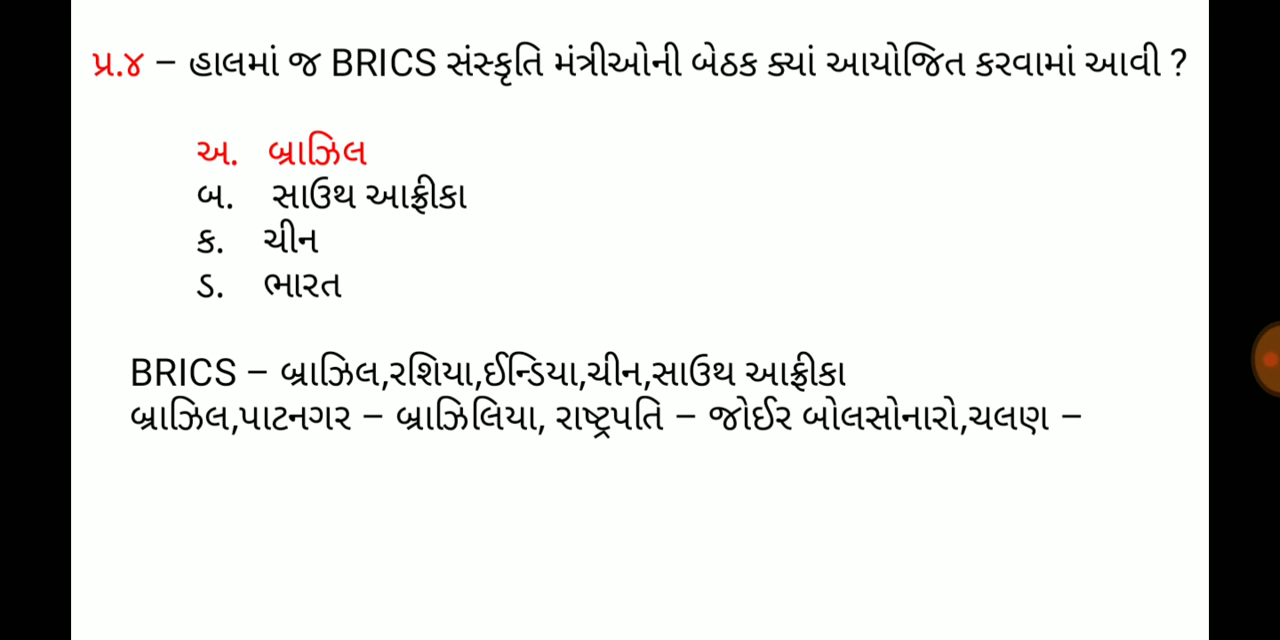 પ્ર.૪ – હાલમાં જ BRICS સંસ્કૃતિ મંત્રીઓની બેઠક ક્યાં આયોજિત કરવામાં આવી ?
અ. બ્રાઝિલ
બ. સાઉથ આફ્રીકા
ક. ચીન
ડ. ભારત
BRICS – બ્રાઝિલ,રશિયા,ઈન્ડિયા,ચીન,સાઉથ આફ્રીકા
બ્રાઝિલ,પાટનગર – બ્રાઝિલિયા, રાષ્ટ્રપતિ – જોઈર બોલસોનારો,ચલણ –